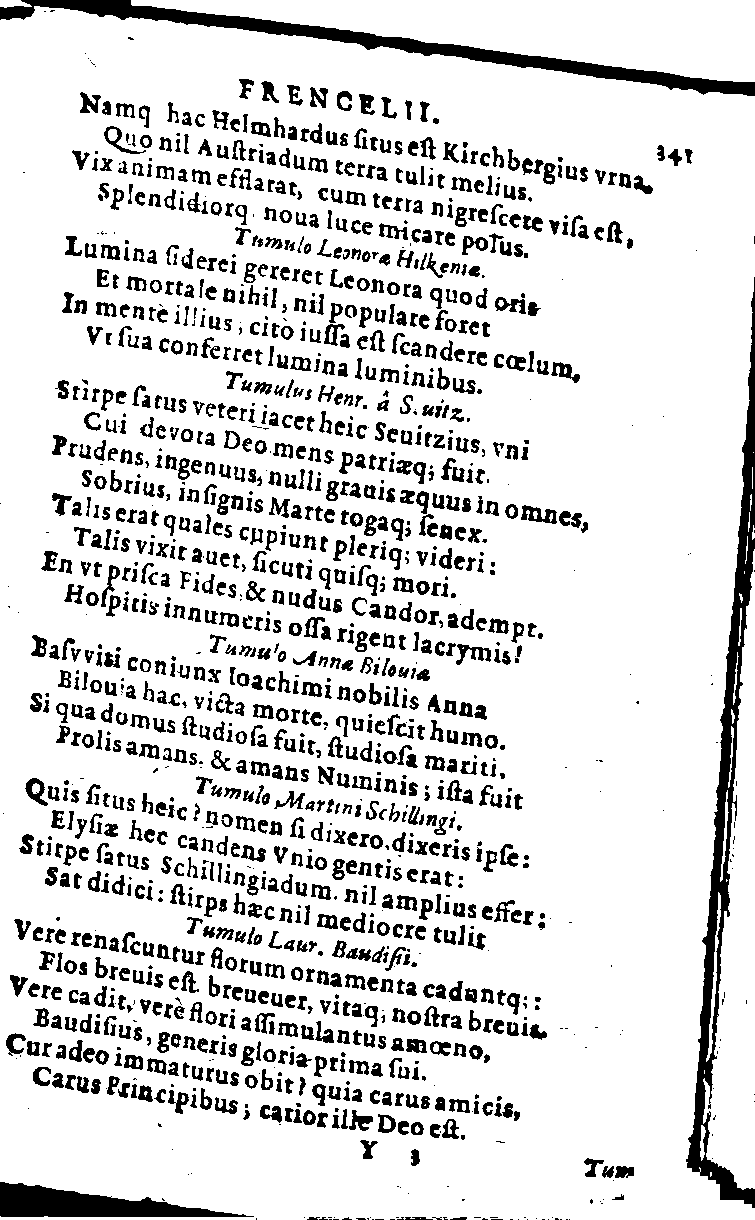 FRENCELII.
341
Namq hac Helmhardus ſitus eſt Kirchbergius vrna.
Quo nil Auſtriadum terra tulit melius.
Vix animam efflarat, cum terra nigreſcere viſa eſt,
Splendidiorq noua luce micare polus.
Tumulo Leonoræ Hilkeniæ.
Lumina ſiderei gereret Leonora quod oris
Et mortale nihil, nil populare foret
In mente illius, citò iuſſa eſt ſcandere cœlum,
Vt ſua conferret lumina luminibus.
Tumulus Henr. â S.uitz.
Stirpe ſatus veteri iacet heic Seuitzius, vni
Cui devota Deo mens patriæq; fuit.
Prudens, ingenuus, nulli grauis æquus in omnes,
Sobrius, inſignis Marte togaq; ſenex.
Talis erat quales cupiunt pleriq; videri:
Talis vixit auet, ſicuti quiſq; mori.
En vt priſca Fides, & nudus Candor, adempt.
Hoſpitis innumeris oſſa rigent lacrymis!
Tumulo Annæ Bilouiæ
Baſvviſi coniunx Ioachimi nobilis Anna
Bilouia hac, victa morte, quieſcit humo.
Si qua domus ſtudioſa fuit, ſtudioſa mariti,
Prolis amans, & amans Numinis; iſta fuit
Tumulo Martini Schillingi.
Quis ſitus heic? nomen ſi dixero, dixeris ipſe:
Elyſiæ hec candens Vnio gentis erat:
Stirpe ſatus Schillingiadum. nil amplius effer:
Sat didici: ſtirps hæc nil mediocre tulit
Tumulo Laur. Baudiſii.
Vere renaſcuntur florum ornamenta caduntq;:
Flos breuis eſt breueuer, vitaq; noſtra breuis.
Vere cadit, verè flori aſſimulantus amœno,
Baudiſius, generis gloria prima ſui.
Cur adeo immaturus obit? quia carus amicis,
Carus Principibus; carior ille Deo eſt.
Y 3
Tum